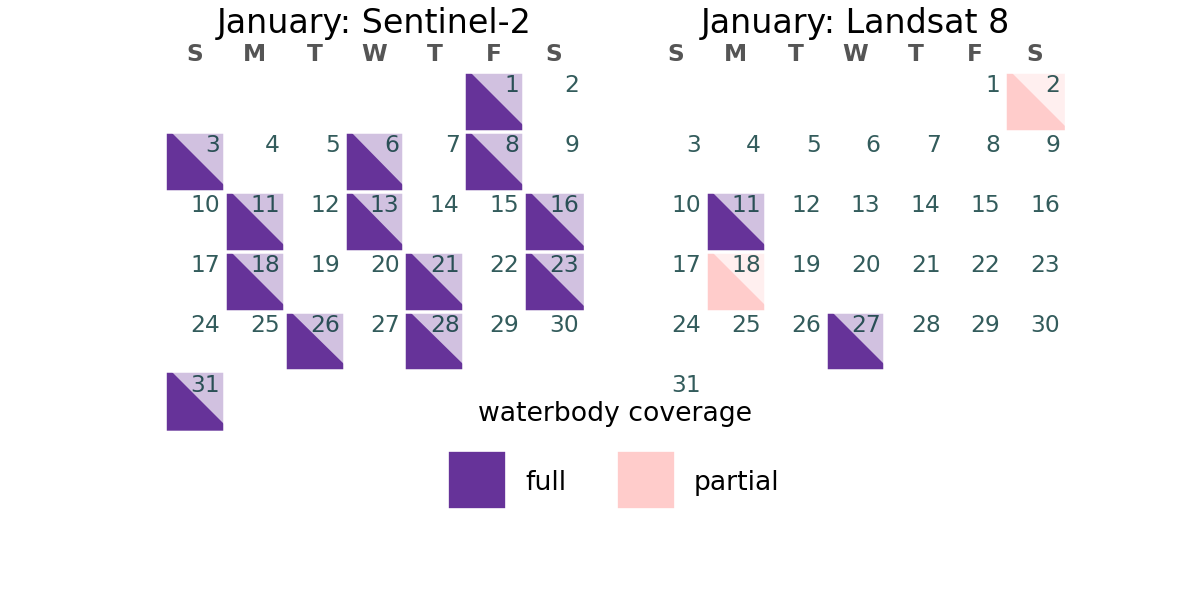 January: Sentinel-2
S M T W T F S
1 2
3 4 5 6 7 8 9
10 11 12 13 14 15 16
17 18 19 20 21 22 23
24 25 26 27 28 29 30
31
January: Landsat 8
S M T W T F S
1 2
3 4 5 6 7 8 9
10 11 12 13 14 15 16
17 18 19 20 21 22 23
24 25 26 27 28 29 30
31
waterbody coverage
full partial